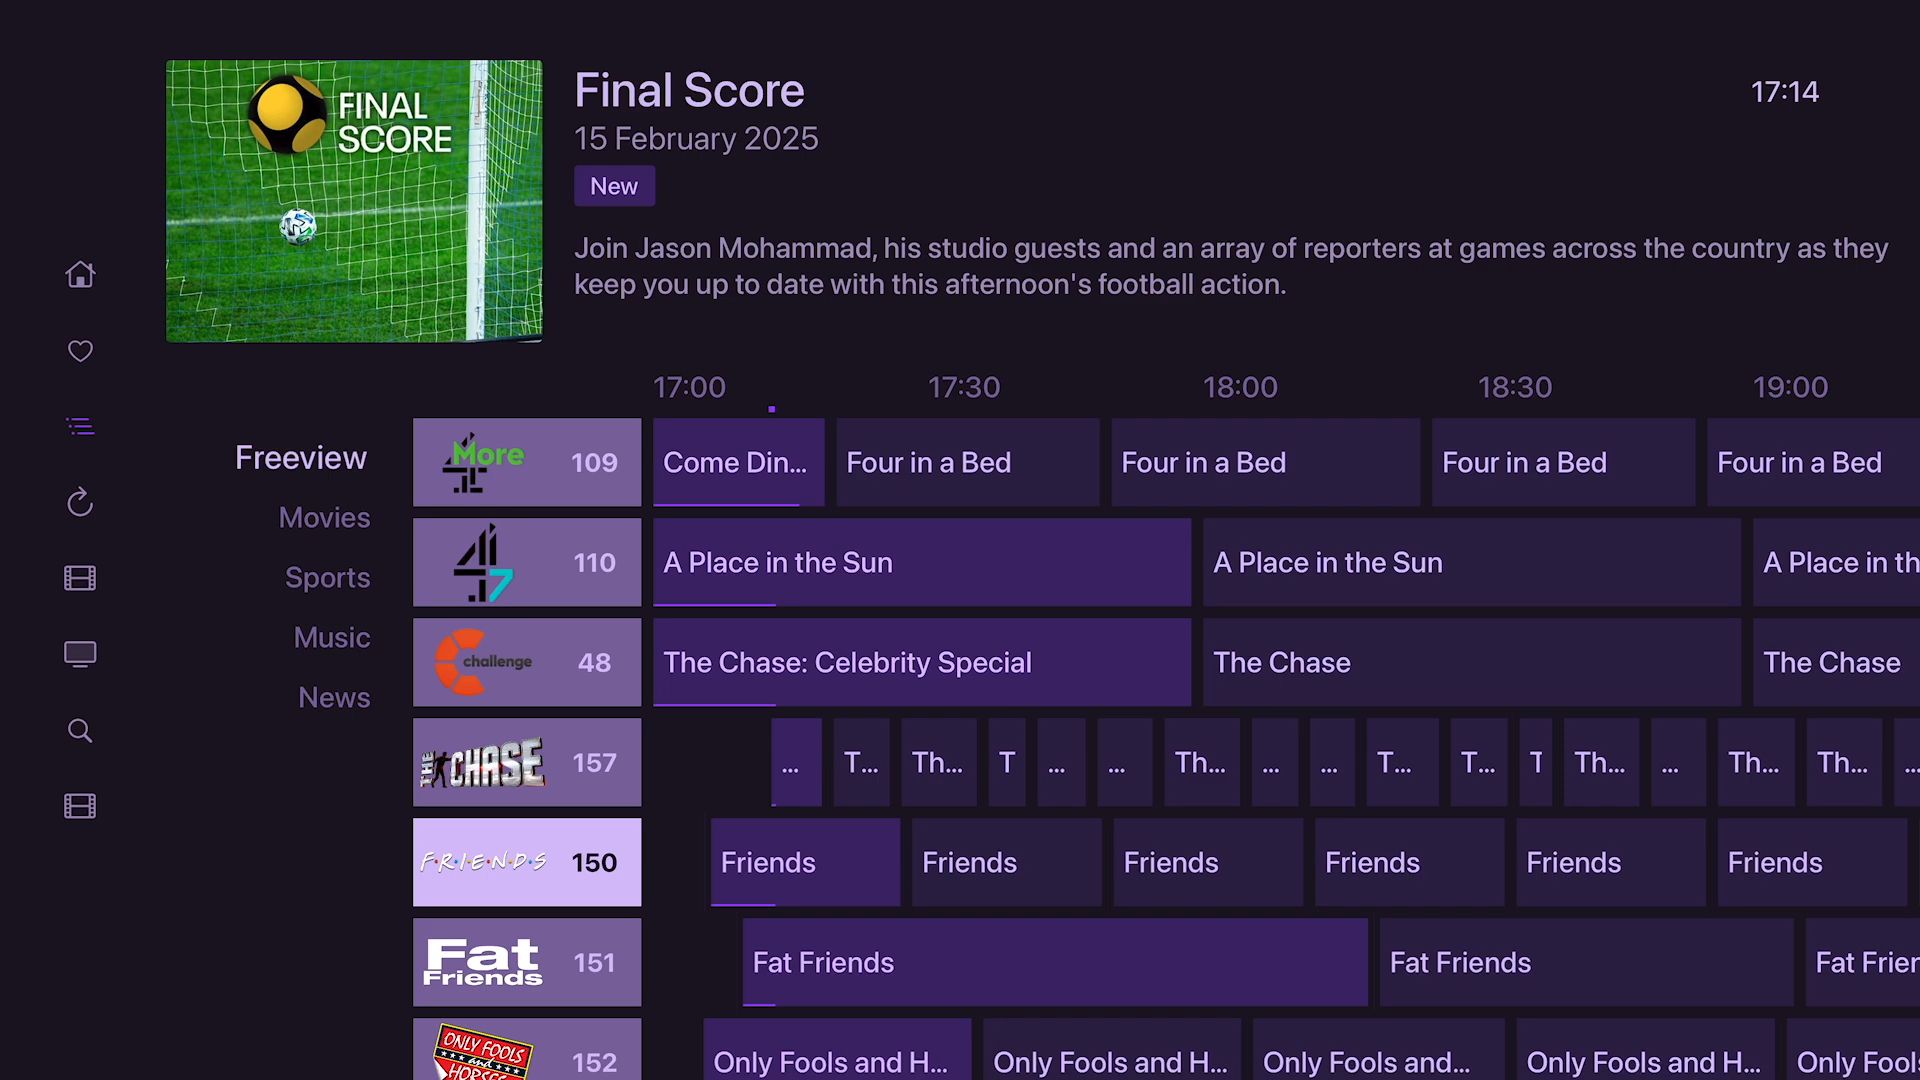 FINAL
SCORE
Final Score
17:14
15 February 2025
New
Join Jason Mohammad, his studio guests and an array of reporters at games across the country as they
keep you up to date with this afternoon's football action.
17:00 17:30 18:00 18:30 19:00
Freeview
Movies
Sports
Music
News
More 4 109 Come Din... Four in a Bed Four in a Bed Four in a Bed Four in a Bed
4 7 110 A Place in the Sun A Place in the Sun A Place in th
challenge 48 The Chase: Celebrity Special The Chase The Chase
THE CHASE 157 ... T... Th... T ... ... Th... ... ... T... T... T Th... ... Th... Th... ...
F·R·I·E·N·D·S 150 Friends Friends Friends Friends Friends Friends
Fat Friends 151 Fat Friends Fat Friends Fat Frien
ONLY FOOLS and HORSES 152 Only Fools and H... Only Fools and H... Only Fools and... Only Fools and H... Only Fools